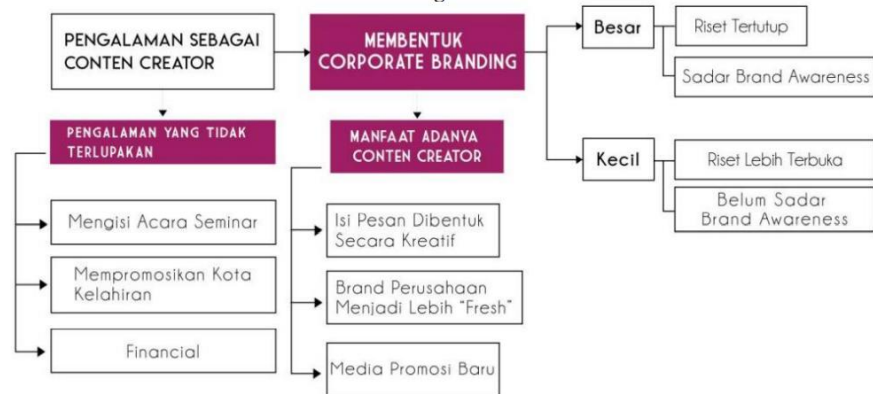 PENGALAMAN SEBAGAI
CONTEN CREATOR
MEMBENTUK
CORPORATE BRANDING
Besar
Riset Tertutup
Sadar Brand Awareness
Kecil
Riset Lebih Terbuka
Belum Sadar
Brand Awareness
PENGALAMAN YANG TIDAK
TERLUPAKAN
Mengisi Acara Seminar
Mempromosikan Kota
Kelahiran
Financial
MANFAAT ADANYA
CONTEN CREATOR
Isi Pesan Dibentuk
Secara Kreatif
Brand Perusahaan
Menjadi Lebih "Fresh"
Media Promosi Baru